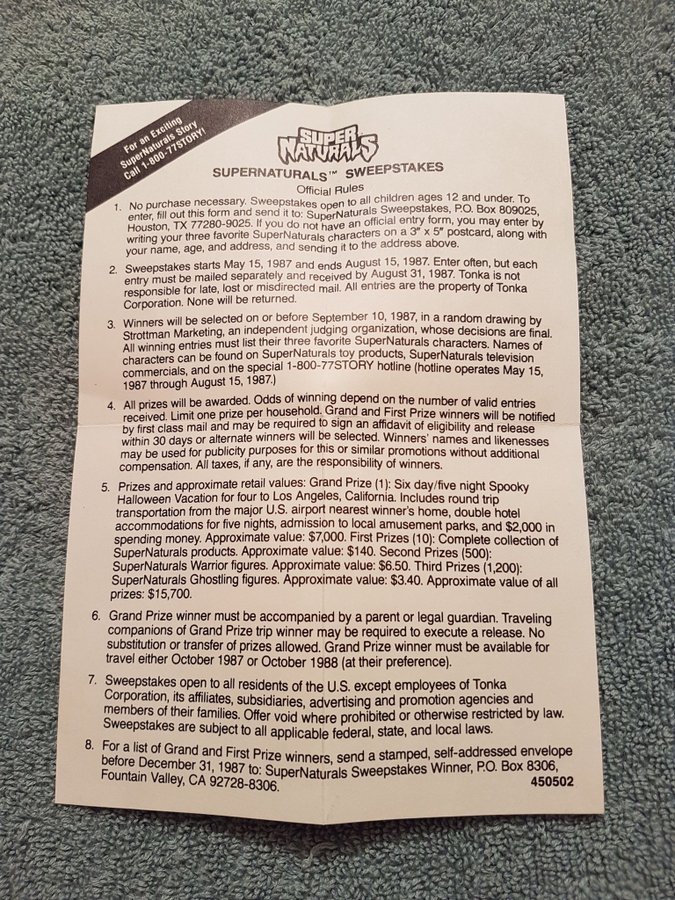 For an Exciting
SuperNaturals Story
Call 1-800-77STORY!
SUPER
NATURALS
SUPERNATURALS™ SWEEPSTAKES
Official Rules
1. No purchase necessary. Sweepstakes open to all children ages 12 and under. To
enter, fill out this form and send it to: SuperNaturals Sweepstakes, P.O. Box 809025,
Houston, TX 77280-9025. If you do not have an official entry form, you may enter by
writing your three favorite SuperNaturals characters on a 3" x 5" postcard, along with
your name, age, and address, and sending it to the address above.
2. Sweepstakes starts May 15, 1987 and ends August 15, 1987. Enter often, but each
entry must be mailed separately and received by August 31, 1987. Tonka is not
responsible for late, lost or misdirected mail. All entries are the property of Tonka
Corporation. None will be returned.
3. Winners will be selected on or before September 10, 1987, in a random drawing by
Strottman Marketing, an independent judging organization, whose decisions are final.
All winning entries must list their three favorite SuperNaturals characters. Names of
characters can be found on SuperNaturals toy products, SuperNaturals television
commercials, and on the special 1-800-77STORY hotline (hotline operates May 15,
1987 through August 15, 1987.)
4. All prizes will be awarded. Odds of winning depend on the number of valid entries
received. Limit one prize per household. Grand and First Prize winners will be notified
by first class mail and may be required to sign an affidavit of eligibility and release
within 30 days or alternate winners will be selected. Winners' names and likenesses
may be used for publicity purposes for this or similar promotions without additional
compensation. All taxes, if any, are the responsibility of winners.
5. Prizes and approximate retail values: Grand Prize (1): Six day/five night Spooky
Halloween Vacation for four to Los Angeles, California. Includes round trip
transportation from the major U.S. airport nearest winner's home, double hotel
accommodations for five nights, admission to local amusement parks, and $2,000 in
spending money. Approximate value: $7,000. First Prizes (10): Complete collection of
SuperNaturals products. Approximate value: $140. Second Prizes (500):
SuperNaturals Warrior figures. Approximate value: $6.50. Third Prizes (1,200):
SuperNaturals Ghostling figures. Approximate value: $3.40. Approximate value of all
prizes: $15,700.
6. Grand Prize winner must be accompanied by a parent or legal guardian. Traveling
companions of Grand Prize trip winner may be required to execute a release. No
substitution or transfer of prizes allowed. Grand Prize winner must be available for
travel either October 1987 or October 1988 (at their preference).
7. Sweepstakes open to all residents of the U.S. except employees of Tonka
Corporation, its affiliates, subsidiaries, advertising and promotion agencies and
members of their families. Offer void where prohibited or otherwise restricted by law.
Sweepstakes are subject to all applicable federal, state, and local laws.
8. For a list of Grand and First Prize winners, send a stamped, self-addressed envelope
before December 31, 1987 to: SuperNaturals Sweepstakes Winner, P.O. Box 8306,
Fountain Valley, CA 92728-8306.
450502